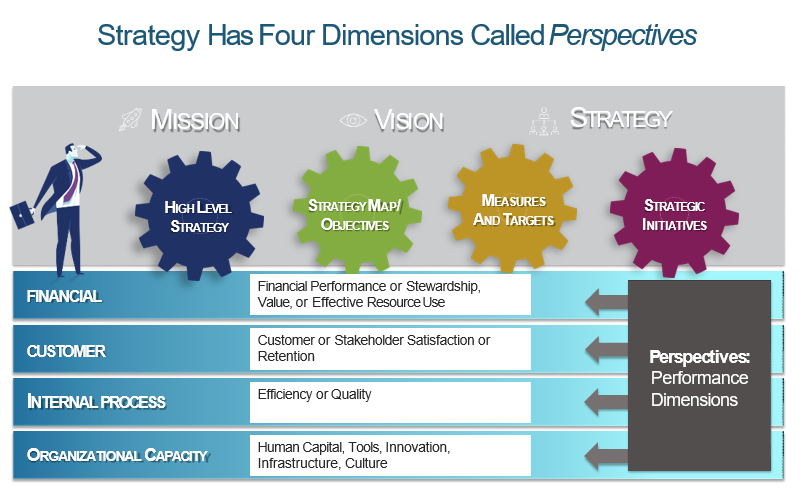 Strategy Has Four Dimensions Called Perspectives
MISSION
VISION
STRATEGY
HIGH LEVEL
STRATEGY
STRATEGY MAP/
OBJECTIVES
MEASURES
AND TARGETS
STRATEGIC
INITIATIVES
FINANCIAL
Financial Performance or Stewardship,
Value, or Effective Resource Use
CUSTOMER
Customer or Stakeholder Satisfaction or
Retention
INTERNAL PROCESS
Efficiency or Quality
ORGANIZATIONAL CAPACITY
Human Capital, Tools, Innovation,
Infrastructure, Culture
Perspectives:
Performance
Dimensions